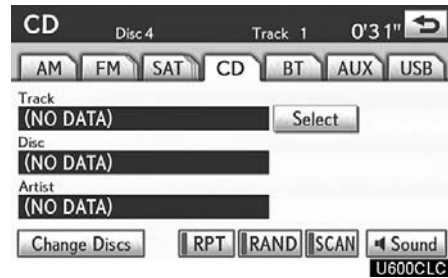 CD Disc 4 Track 1 0'31"
AM FM SAT CD BT AUX USB
Track
(NO DATA) Select
Disc
(NO DATA)
Artist
(NO DATA)
Change Discs RPT RAND SCAN Sound
U600CLC